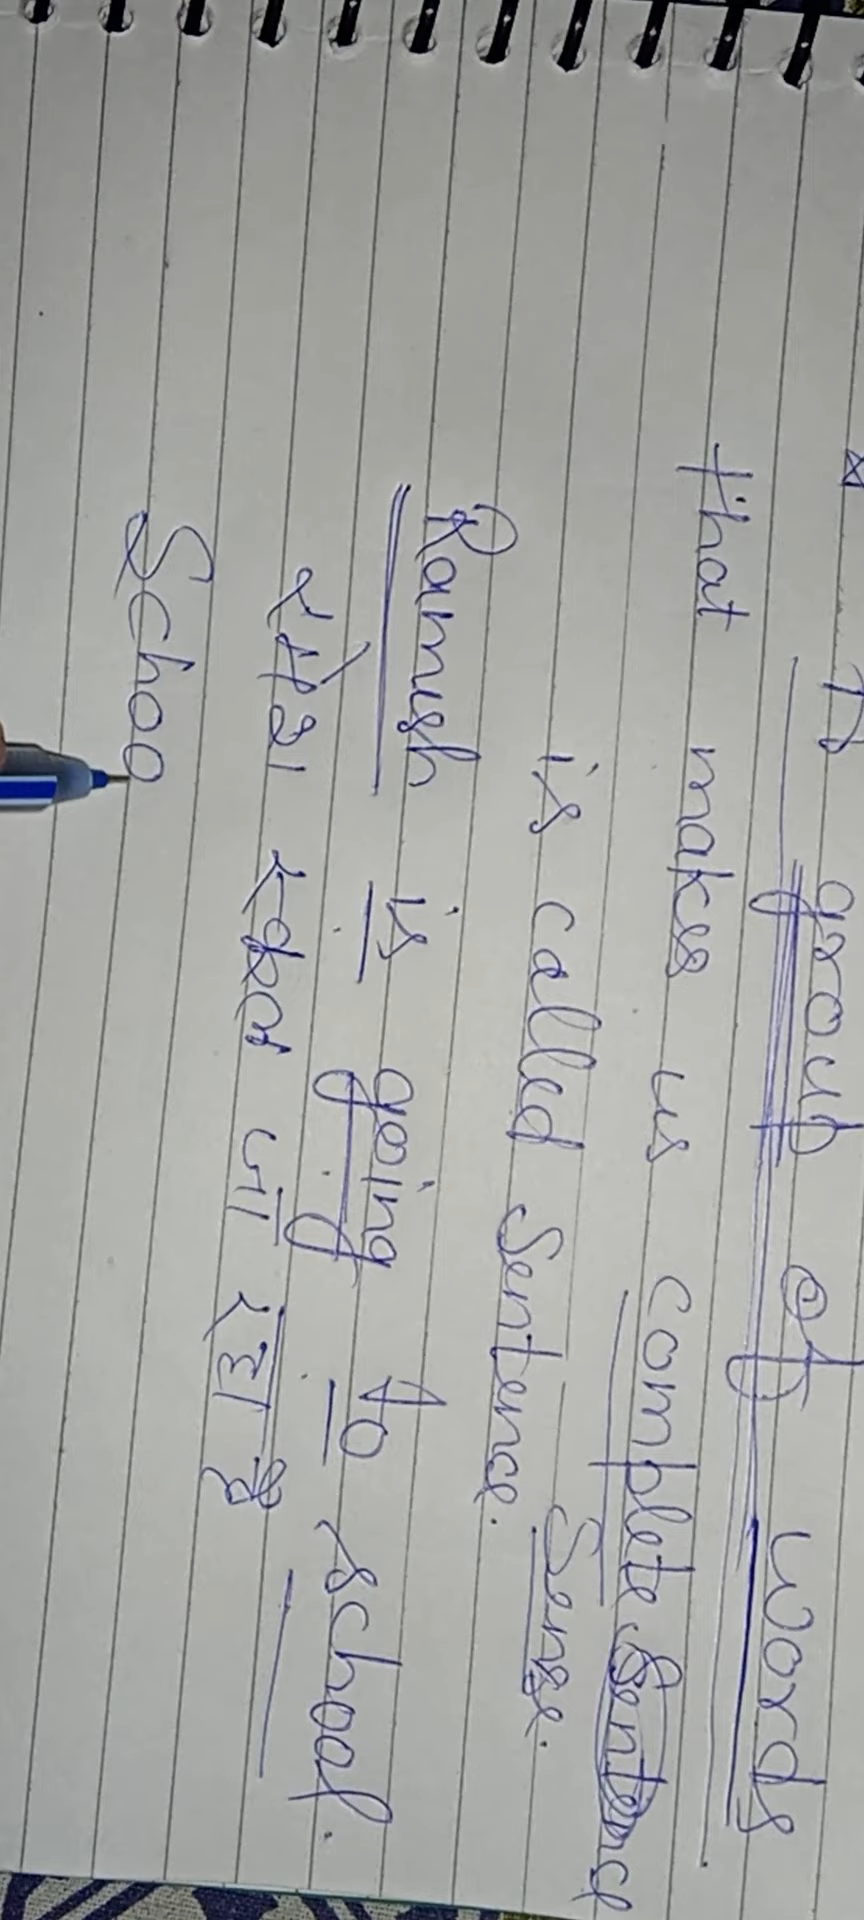 group of words
that makes us complete
Sense.
is called Sentence.
Ramesh is going to school.
रमेश स्कूल जा रहा है
Schoo